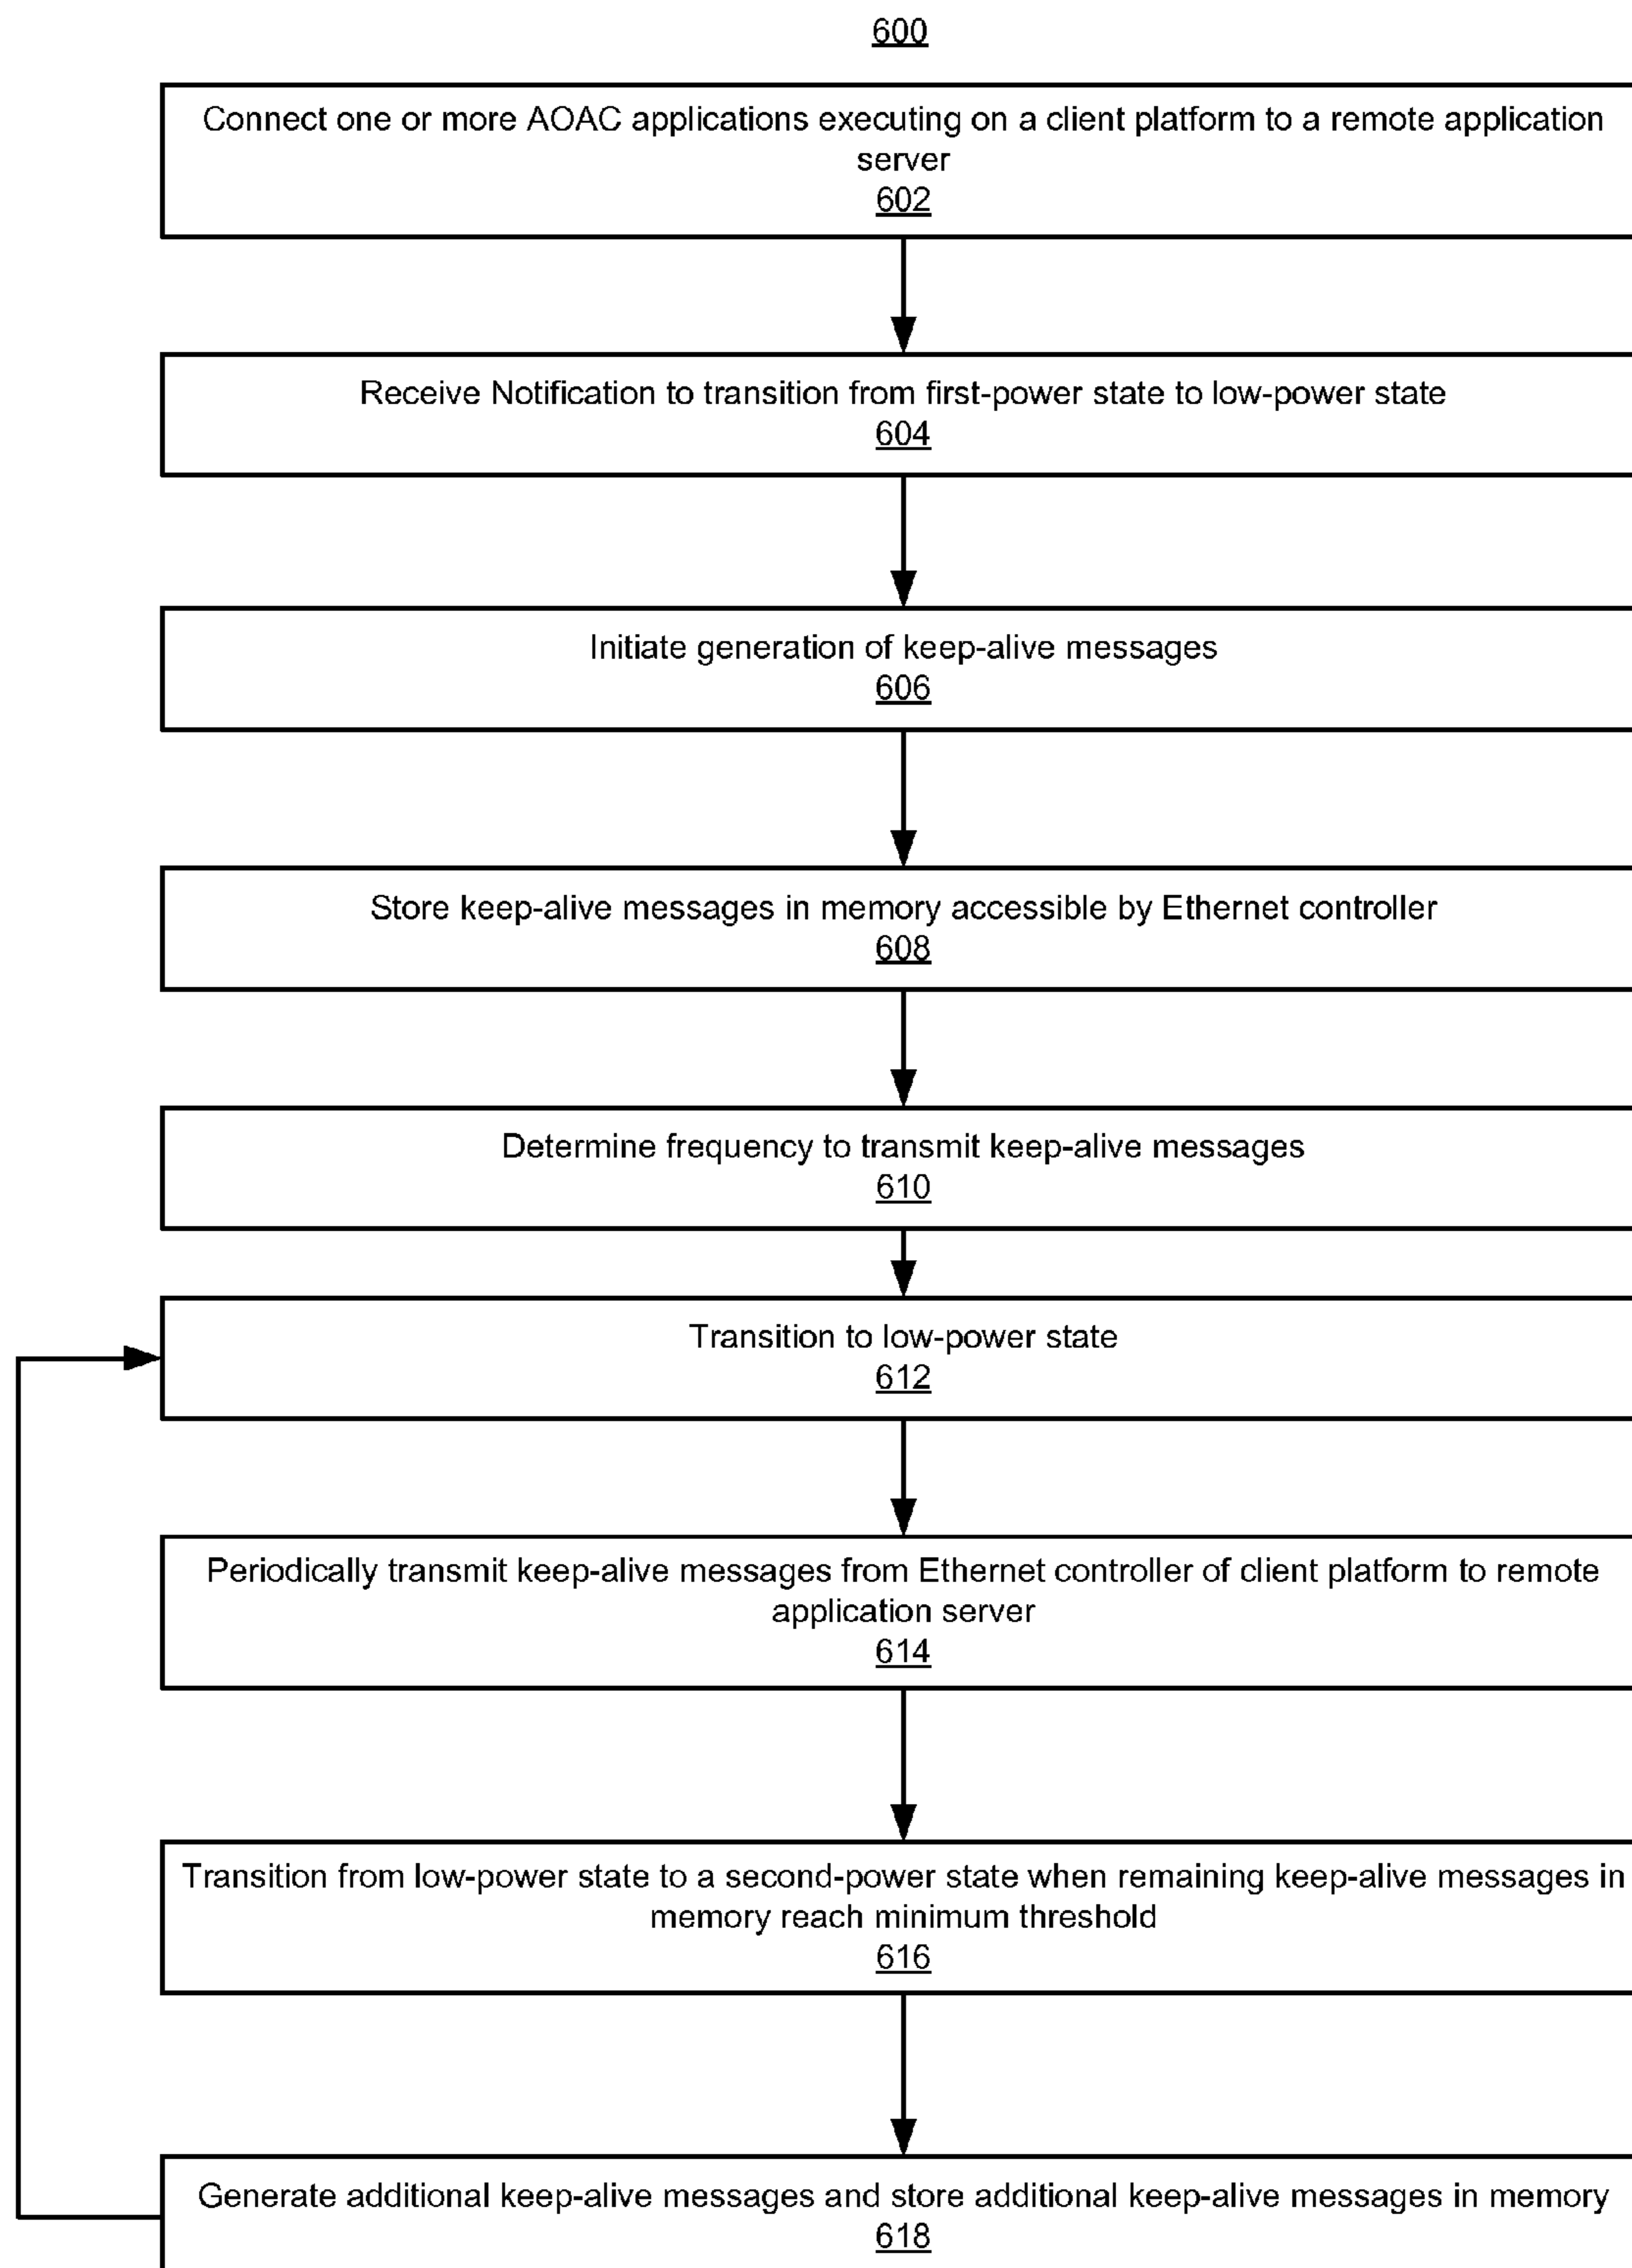 600
Connect one or more AOAC applications executing on a client platform to a remote application
server
602
Receive Notification to transition from first-power state to low-power state
604
Initiate generation of keep-alive messages
606
Store keep-alive messages in memory accessible by Ethernet controller
608
Determine frequency to transmit keep-alive messages
610
Transition to low-power state
612
Periodically transmit keep-alive messages from Ethernet controller of client platform to remote
application server
614
Transition from low-power state to a second-power state when remaining keep-alive messages in
memory reach minimum threshold
616
Generate additional keep-alive messages and store additional keep-alive messages in memory
618